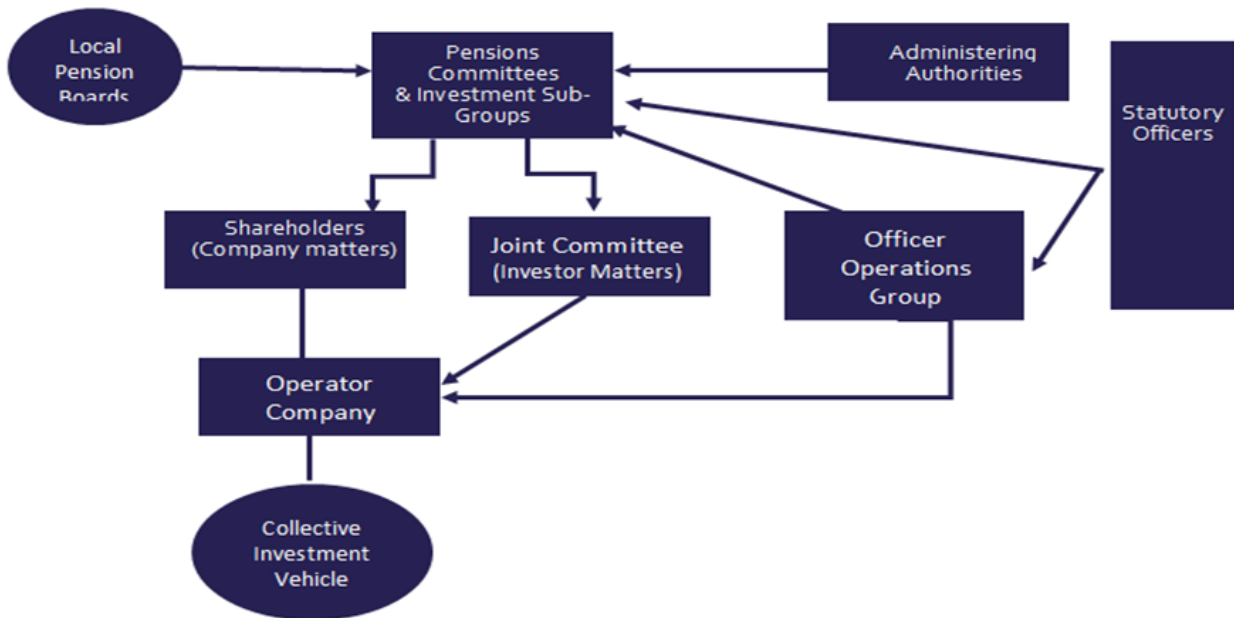 Local
Pension
Boards
Pensions
Committees
& Investment Sub-
Groups
Administering
Authorities
Statutory
Officers
Shareholders
(Company matters)
Joint Committee
(Investor Matters)
Officer
Operations
Group
Operator
Company
Collective
Investment
Vehicle